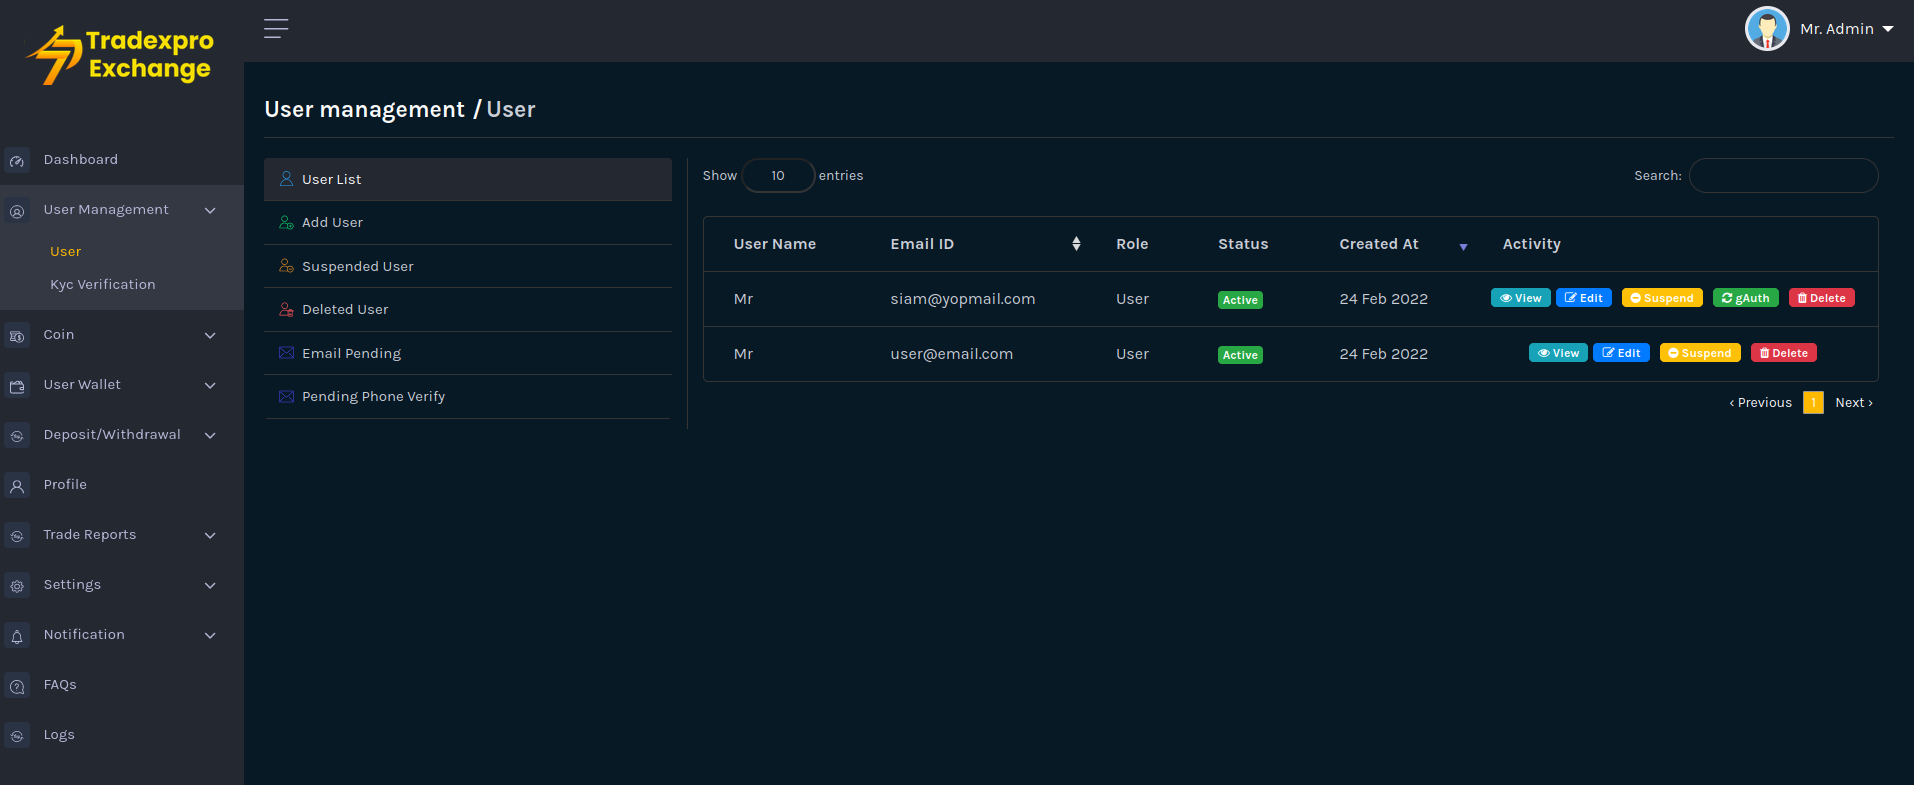 Tradexpro
Exchange
Mr. Admin
Dashboard
User Management
User
Kyc Verification
Coin
User Wallet
Deposit/Withdrawal
Profile
Trade Reports
Settings
Notification
FAQs
Logs
User management / User
User List
Add User
Suspended User
Deleted User
Email Pending
Pending Phone Verify
Show 10 entries
Search:
User Name Email ID Role Status Created At Activity
Mr siam@yopmail.com User Active 24 Feb 2022 View Edit Suspend gAuth Delete
Mr user@email.com User Active 24 Feb 2022 View Edit Suspend Delete
‹ Previous 1 Next ›